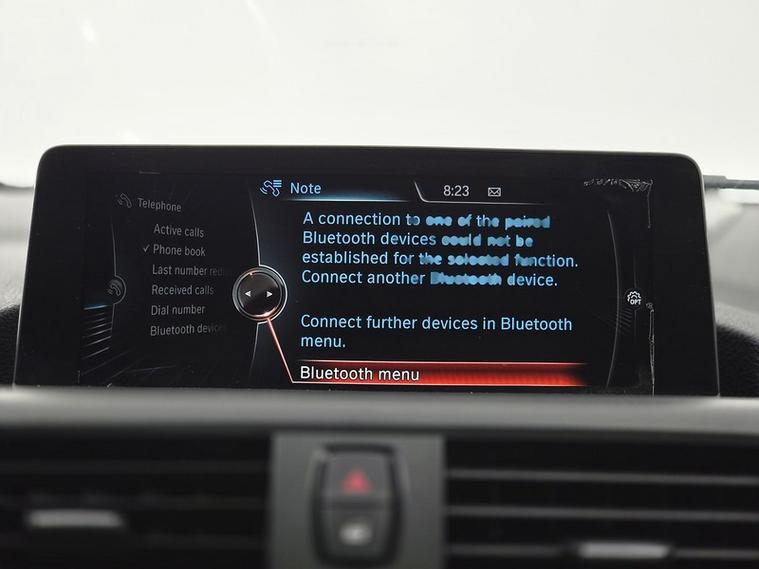 Note
8:23
Telephone
Active calls
Phone book
Last number redi
Received calls
Dial number
Bluetooth devices
A connection to one of the paired
Bluetooth devices could not be
established for the selected function.
Connect another Bluetooth device.
Connect further devices in Bluetooth
menu.
Bluetooth menu
OPT